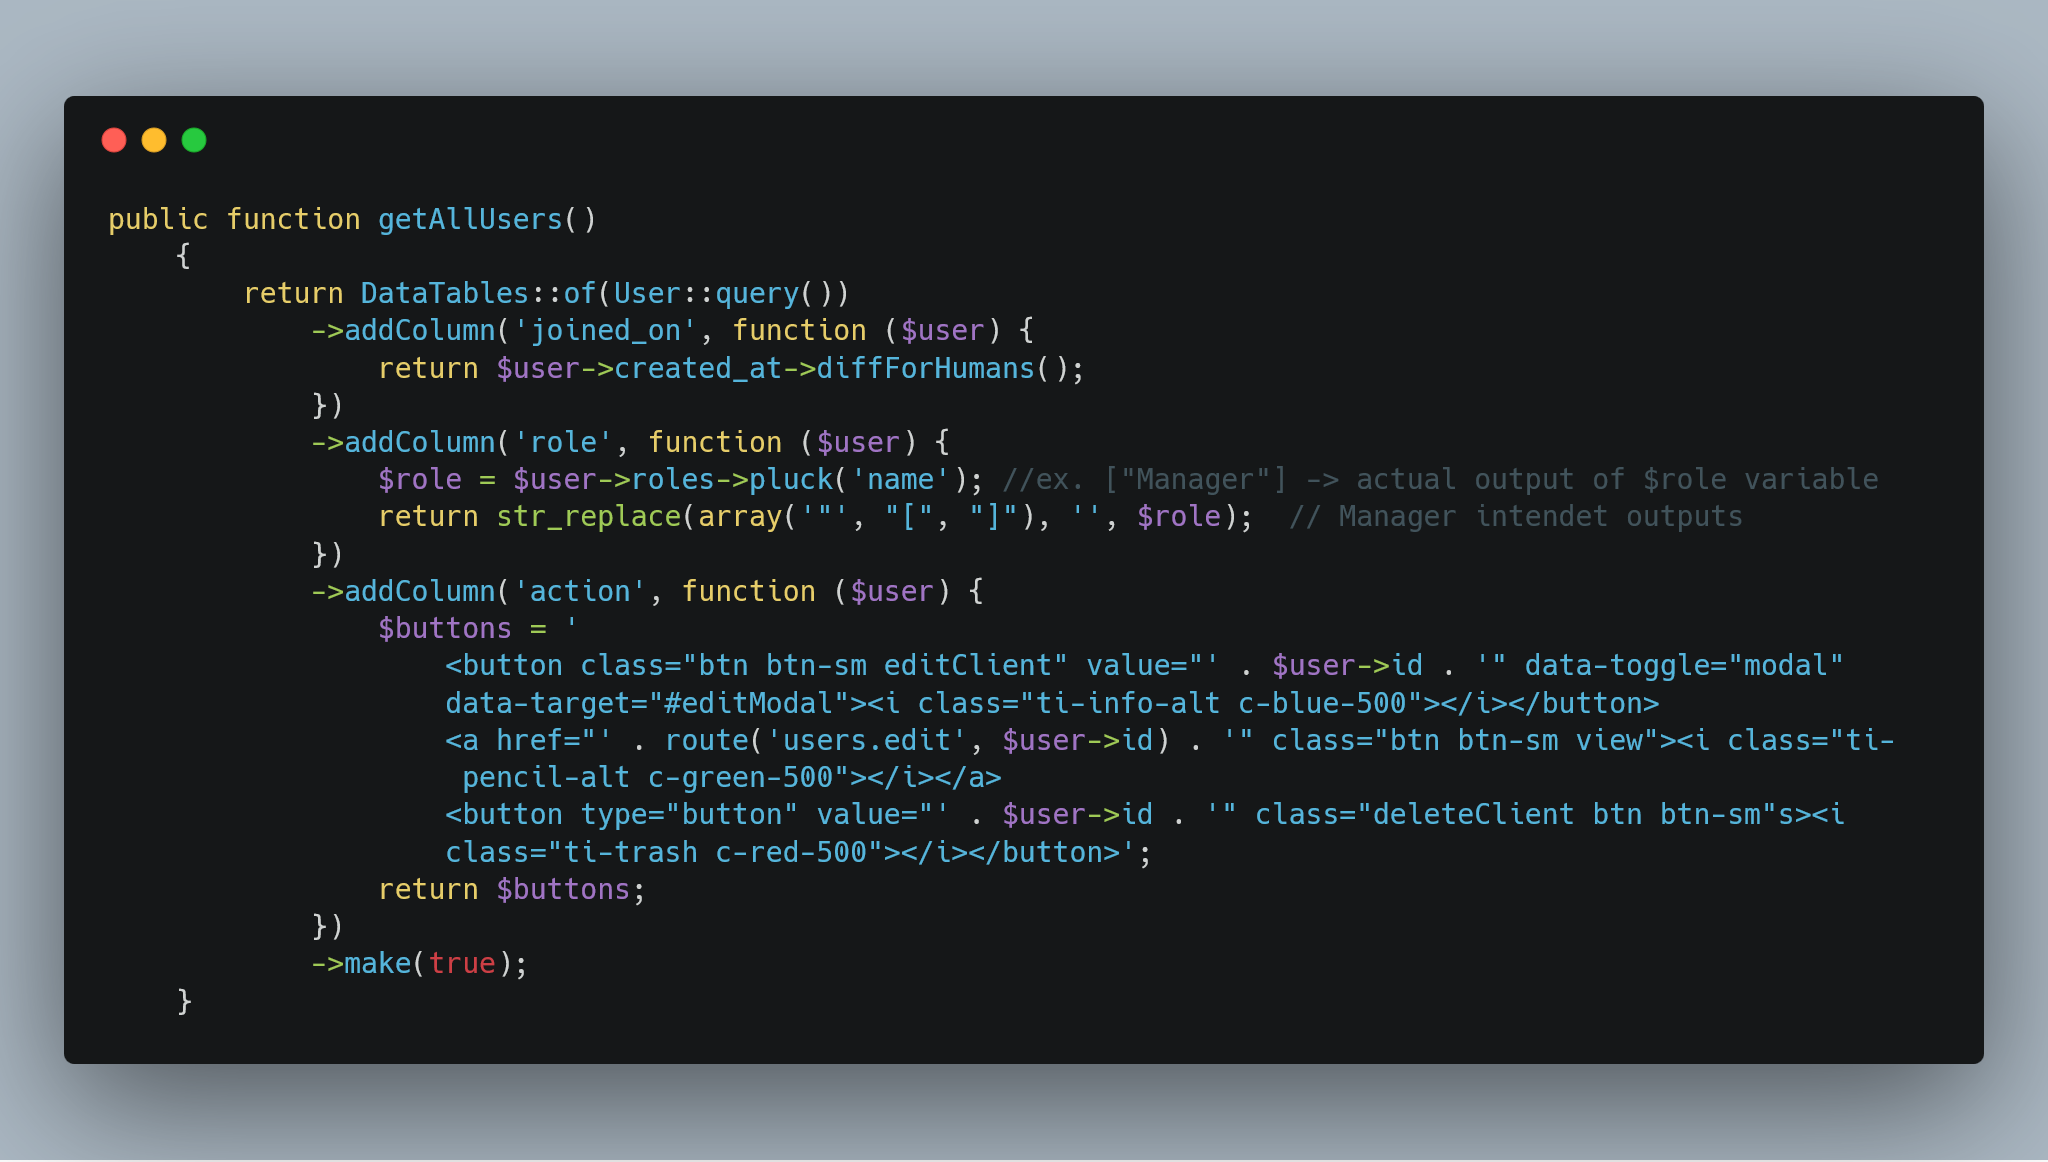 public function getAllUsers()
    {
        return DataTables::of(User::query())
            ->addColumn('joined_on', function ($user) {
                return $user->created_at->diffForHumans();
            })
            ->addColumn('role', function ($user) {
                $role = $user->roles->pluck('name'); //ex. ["Manager"] -> actual output of $role variable
                return str_replace(array('"', "[", "]"), '', $role);  // Manager intendet outputs
            })
            ->addColumn('action', function ($user) {
                $buttons = '
                    <button class="btn btn-sm editClient" value="' . $user->id . '" data-toggle="modal"
                    data-target="#editModal"><i class="ti-info-alt c-blue-500"></i></button>
                    <a href="' . route('users.edit', $user->id) . '" class="btn btn-sm view"><i class="ti-
                     pencil-alt c-green-500"></i></a>
                    <button type="button" value="' . $user->id . '" class="deleteClient btn btn-sm"s><i
                    class="ti-trash c-red-500"></i></button>';
                return $buttons;
            })
            ->make(true);
    }